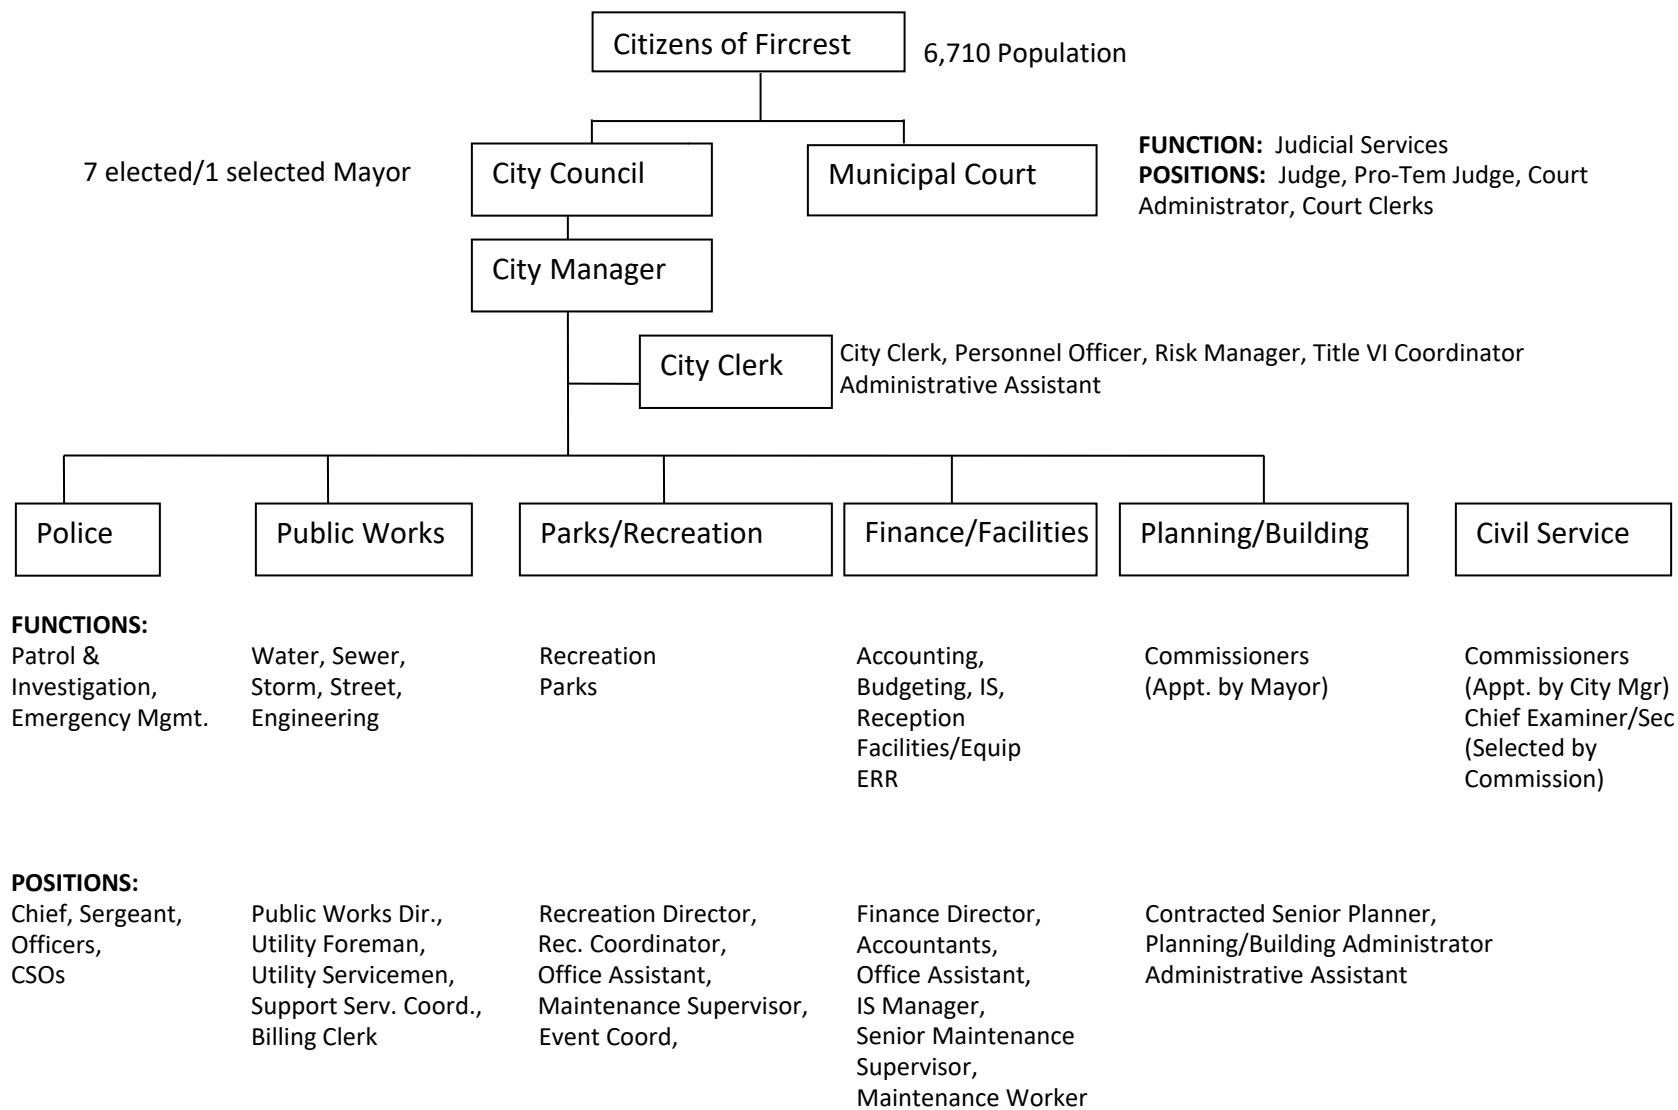 Citizens of Fircrest
6,710 Population
7 elected/1 selected Mayor
City Council
Municipal Court
FUNCTION: Judicial Services
POSITIONS: Judge, Pro-Tem Judge, Court
Administrator, Court Clerks
City Manager
City Clerk
City Clerk, Personnel Officer, Risk Manager, Title VI Coordinator
Administrative Assistant
Police
Public Works
Parks/Recreation
Finance/Facilities
Planning/Building
Civil Service
FUNCTIONS:
Patrol &
Investigation,
Emergency Mgmt.
Water, Sewer,
Storm, Street,
Engineering
Recreation
Parks
Accounting,
Budgeting, IS,
Reception
Facilities/Equip
ERR
Commissioners
(Appt. by Mayor)
Commissioners
(Appt. by City Mgr)
Chief Examiner/Sec
(Selected by
Commission)
POSITIONS:
Chief, Sergeant,
Officers,
CSOs
Public Works Dir.,
Utility Foreman,
Utility Servicemen,
Support Serv. Coord.,
Billing Clerk
Recreation Director,
Rec. Coordinator,
Office Assistant,
Maintenance Supervisor,
Event Coord,
Finance Director,
Accountants,
Office Assistant,
IS Manager,
Senior Maintenance
Supervisor,
Maintenance Worker
Contracted Senior Planner,
Planning/Building Administrator
Administrative Assistant